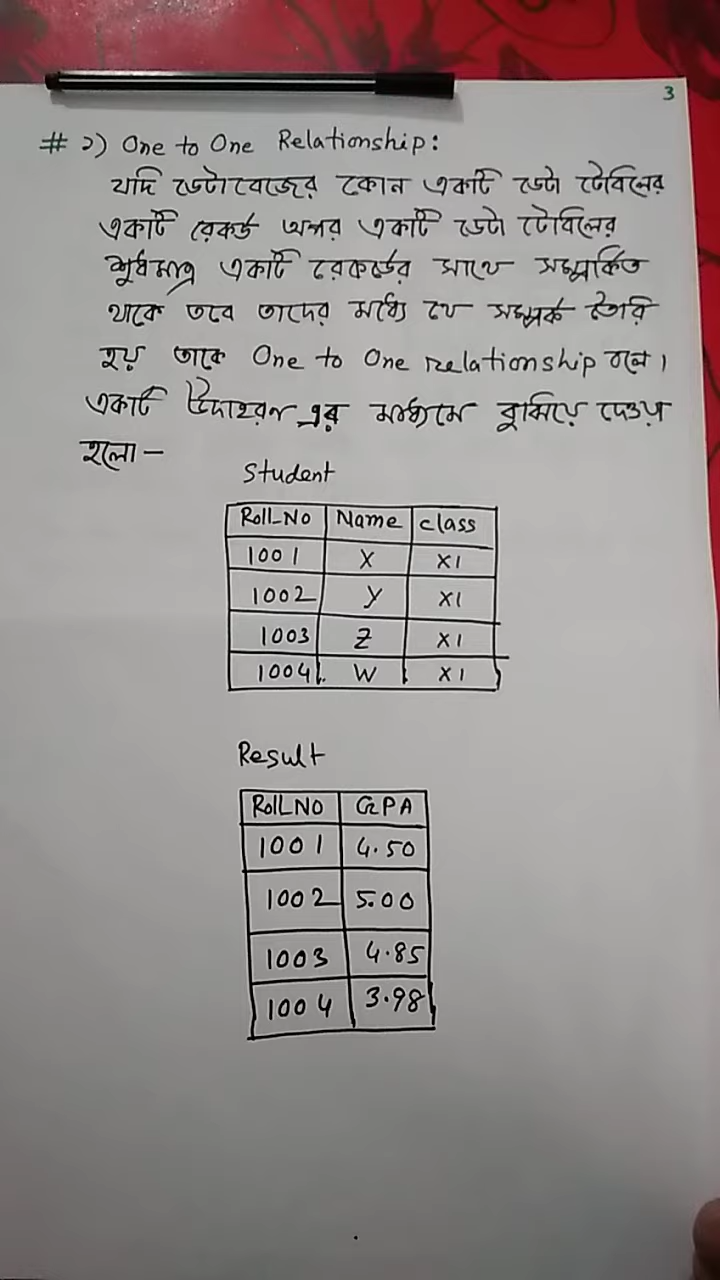 3
# ১) One to One Relationship:
যদি ডেটাবেজের কোন একটি ডেটা টেবিলের
একটি রেকর্ড অপর একটি ডেটা টেবিলের
শুধুমাত্র একটি রেকর্ডের সাথে সম্পর্কিত
থাকে তবে তাদের মধ্যে যে সম্পর্ক তৈরি
হয় তাকে One to One relationship বলে।
একটি উদাহরণ এর মাধ্যমে বুঝিয়ে দেওয়া
হলো —
Student
Roll_No Name class
1001 X XI
1002 Y XI
1003 Z XI
1004 W XI
Result
Roll_No GPA
1001 4.50
1002 5.00
1003 4.85
1004 3.98